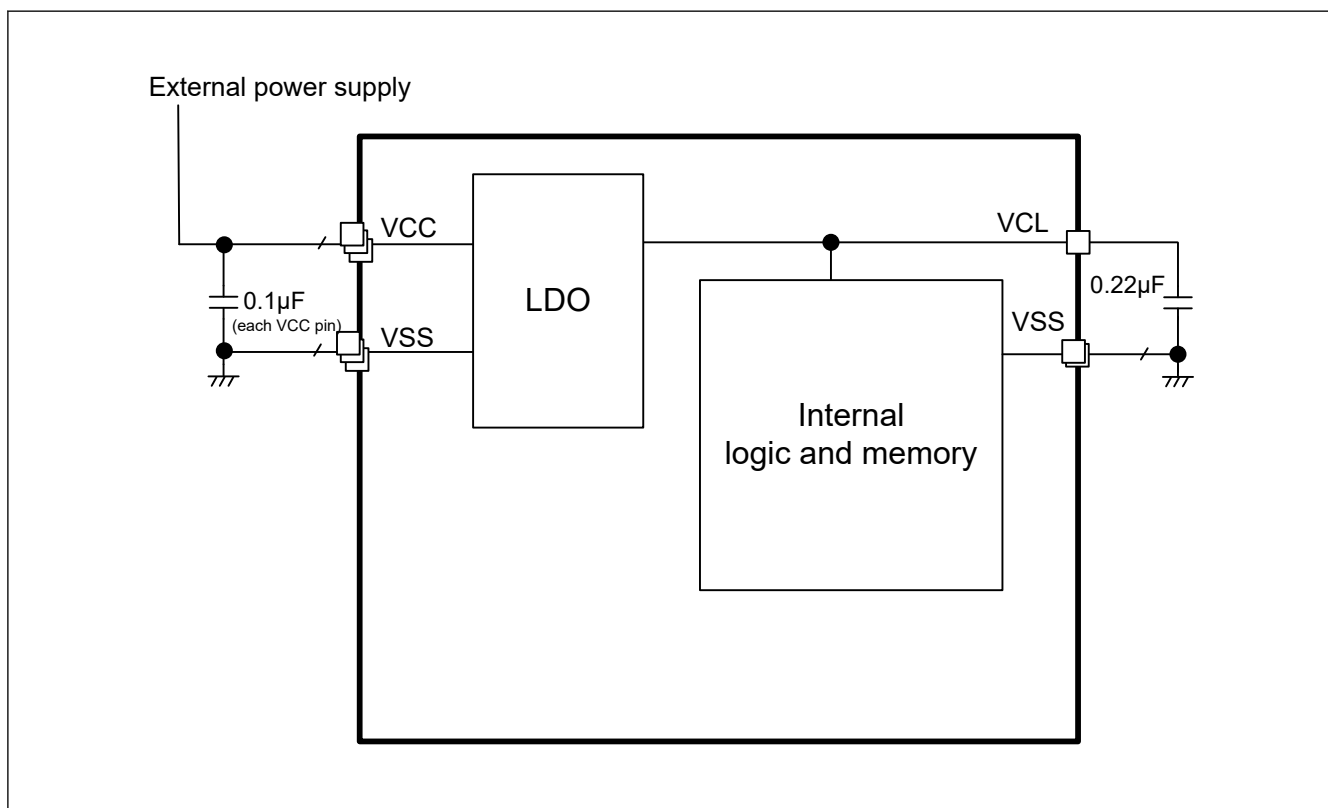 External power supply
VCC
VCL
0.1µF
(each VCC pin)
LDO
0.22µF
VSS
VSS
Internal
logic and memory